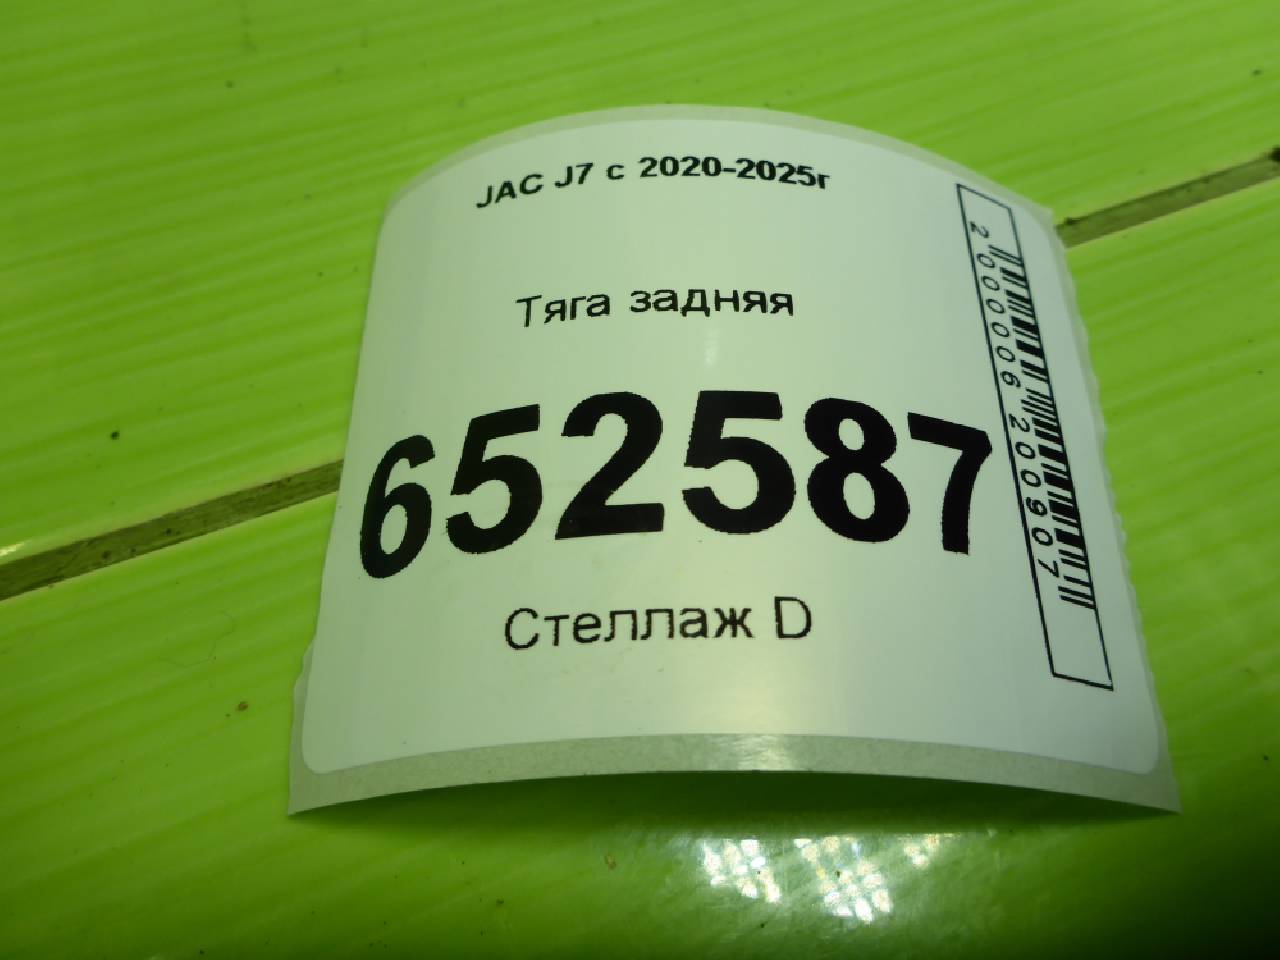 JAC J7 с 2020-2025г
Тяга задняя
652587
Стеллаж D
2000006200907